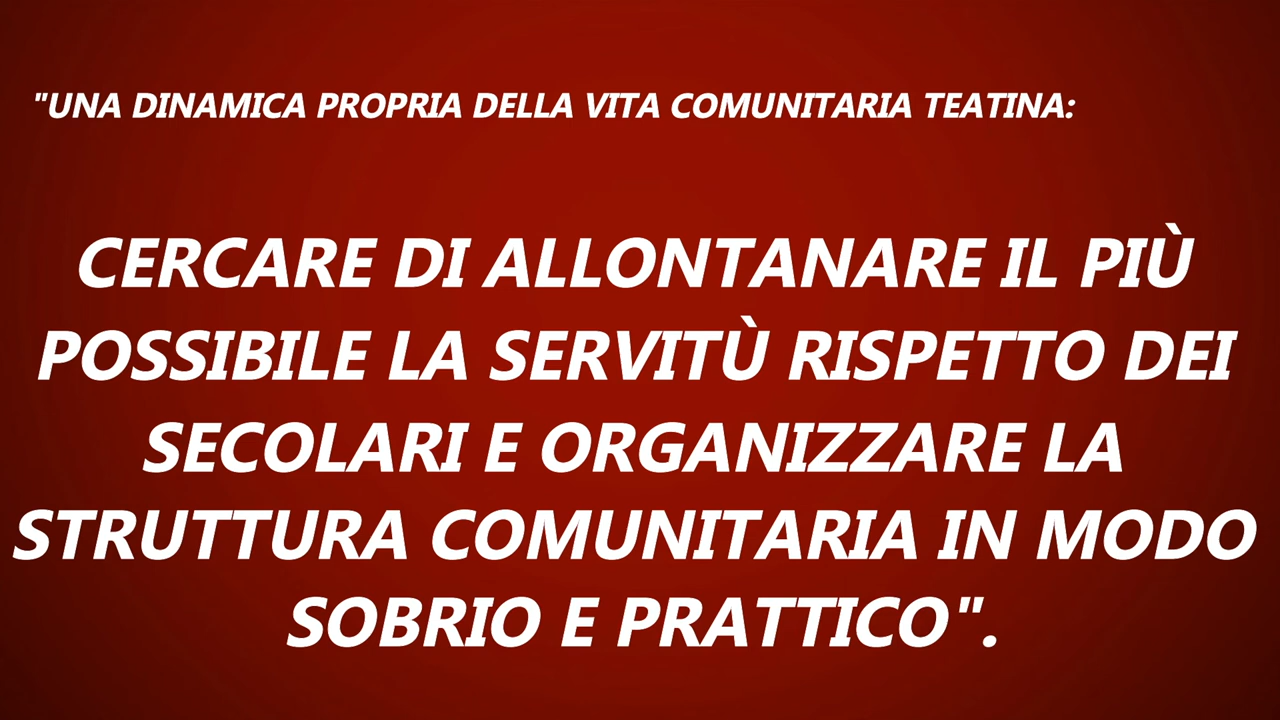 "UNA DINAMICA PROPRIA DELLA VITA COMUNITARIA TEATINA:
CERCARE DI ALLONTANARE IL PIÙ
POSSIBILE LA SERVITÙ RISPETTO DEI
SECOLARI E ORGANIZZARE LA
STRUTTURA COMUNITARIA IN MODO
SOBRIO E PRATTICO".